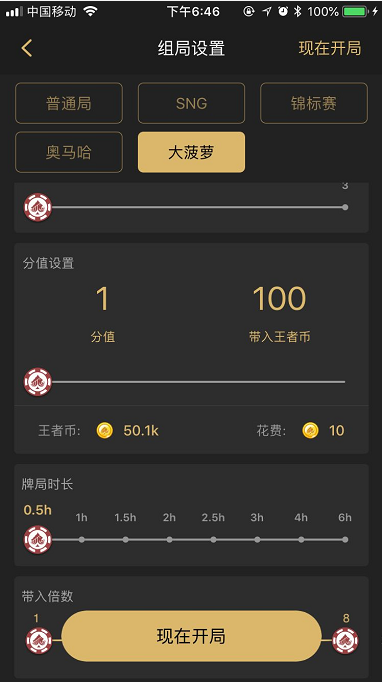 中国移动 下午6:46 100%
组局设置 现在开局
普通局 SNG 锦标赛
奥马哈 大菠萝
3
分值设置
1 100
分值 带入王者币
王者币: 50.1k 花费: 10
牌局时长
0.5h 1h 1.5h 2h 2.5h 3h 4h 6h
带入倍数
1 8
现在开局